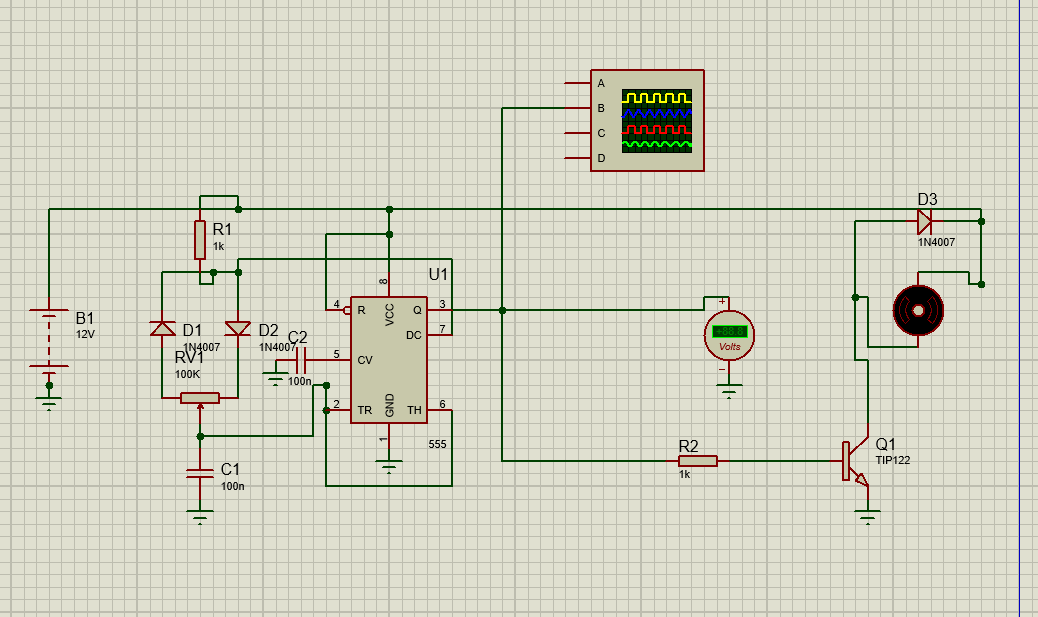 A
B
C
D
D3
1N4007
R1
1k
U1
8
VCC
4
R
Q
3
DC
7
B1
12V
D1
1N4007
D2
1N4007
C2
100n
5
CV
RV1
100K
+88.8
+
Volts
−
2
TR
GND
TH
6
1
555
R2
1k
Q1
TIP122
C1
100n